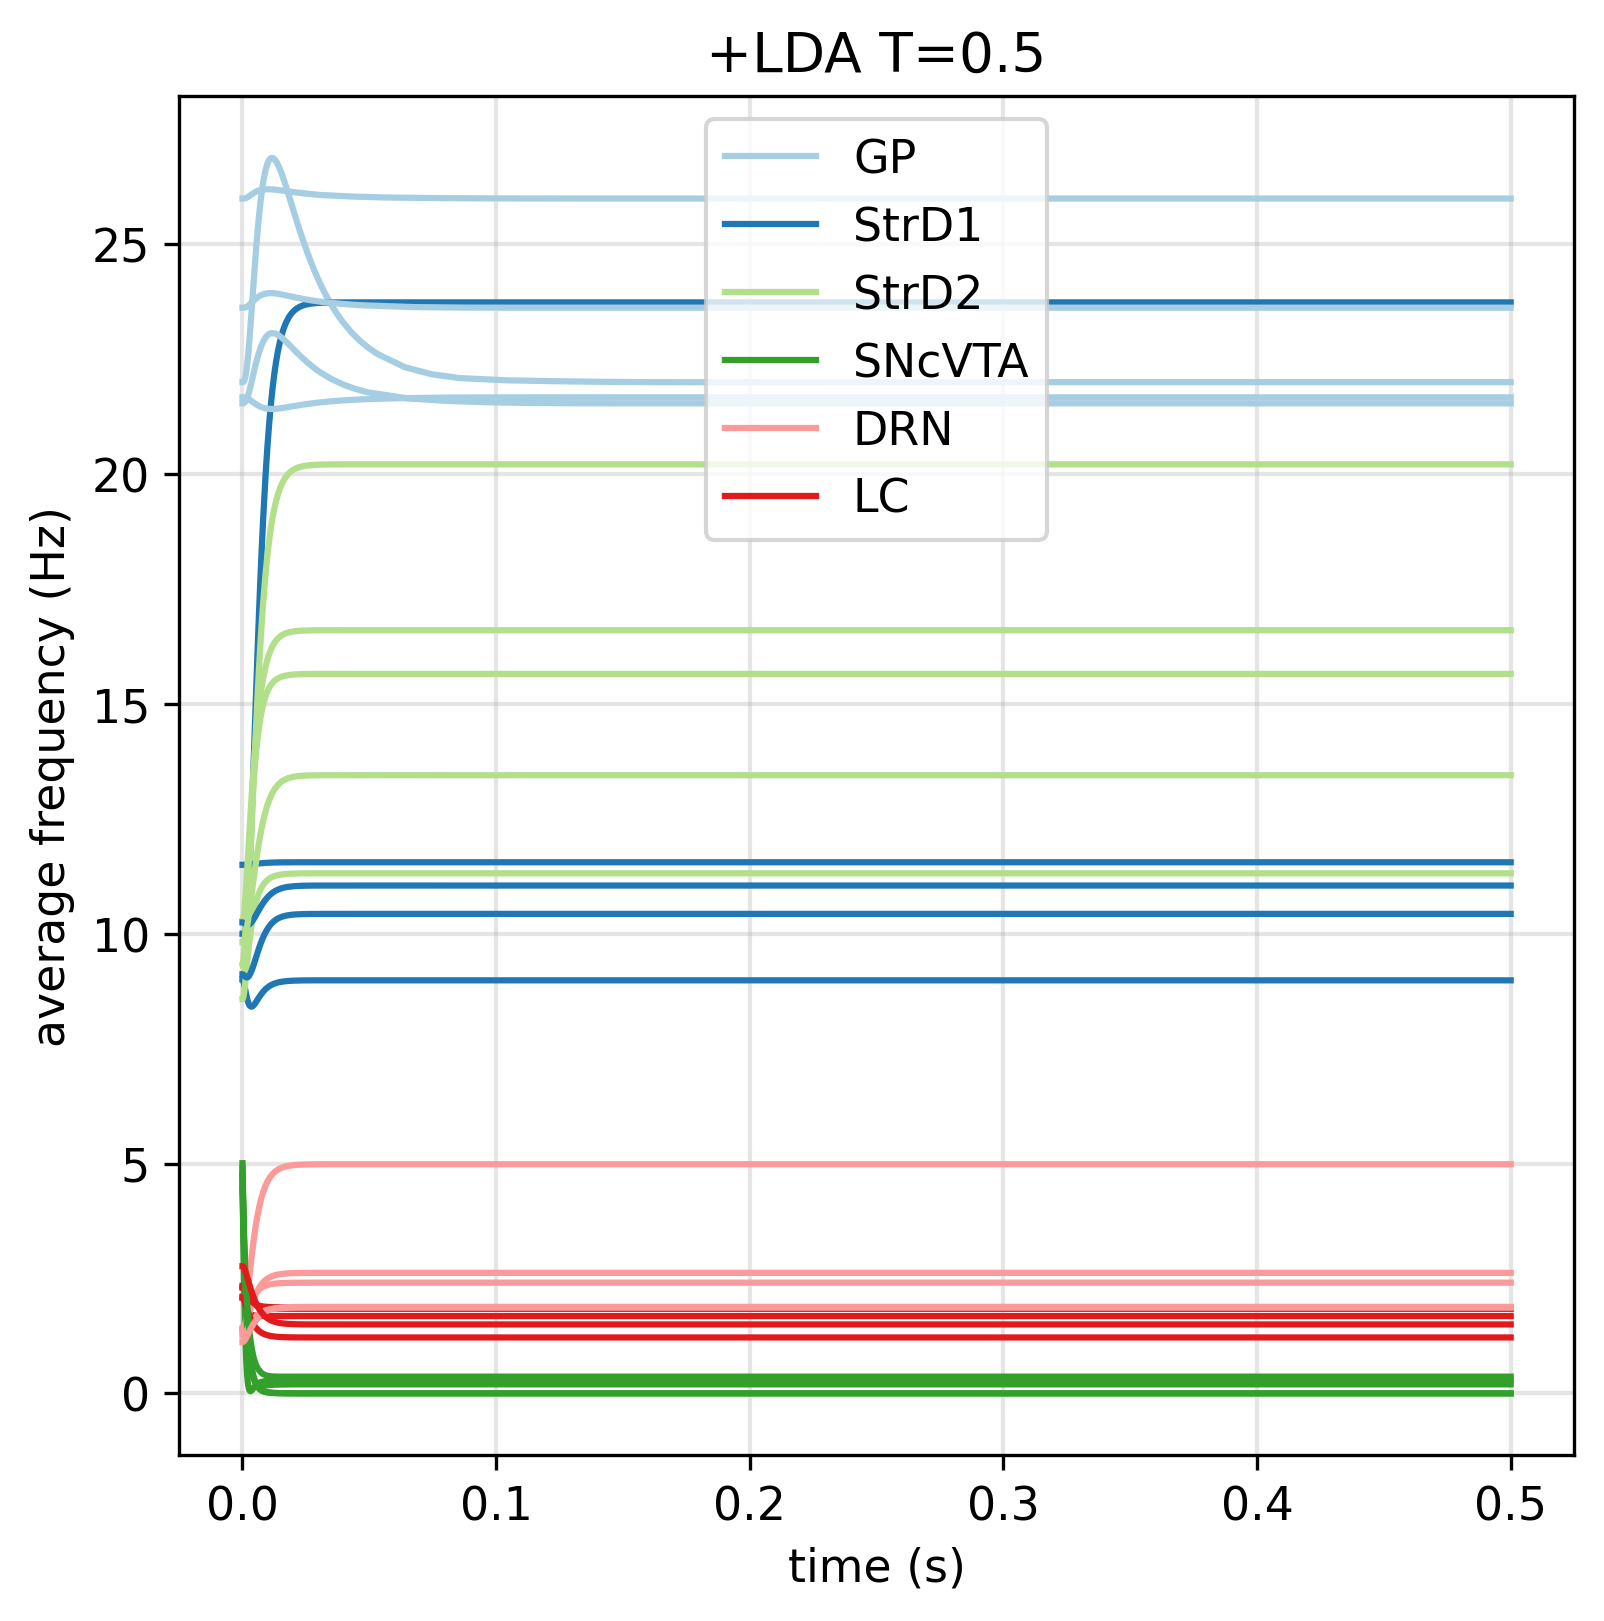 +LDA T=0.5
GP
StrD1
StrD2
SNcVTA
DRN
LC
average frequency (Hz)
25
20
15
10
5
0
0.0 0.1 0.2 0.3 0.4 0.5
time (s)